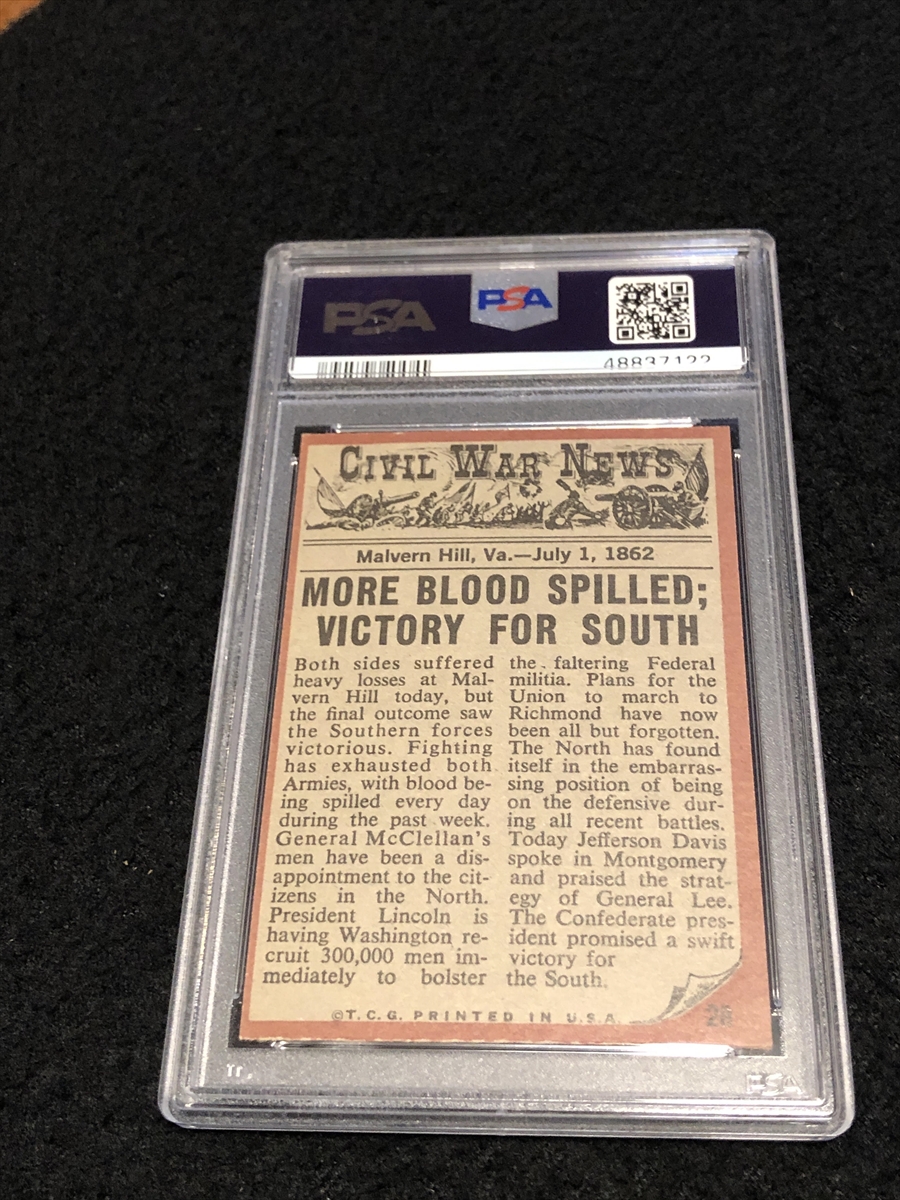 PSA
PSA
48837122
CIVIL WAR NEWS
Malvern Hill, Va.—July 1, 1862
MORE BLOOD SPILLED;
VICTORY FOR SOUTH
Both sides suffered
heavy losses at Mal-
vern Hill today, but
the final outcome saw
the Southern forces
victorious. Fighting
has exhausted both
Armies, with blood be-
ing spilled every day
during the past week.
General McClellan's
men have been a dis-
appointment to the cit-
izens in the North.
President Lincoln is
having Washington re-
cruit 300,000 men im-
mediately to bolster
the faltering Federal
militia. Plans for the
Union to march to
Richmond have now
been all but forgotten.
The North has found
itself in the embarras-
sing position of being
on the defensive dur-
ing all recent battles.
Today Jefferson Davis
spoke in Montgomery
and praised the strat-
egy of General Lee.
The Confederate pres-
ident promised a swift
victory for
the South.
©T.C.G. PRINTED IN U.S.A.
PSA